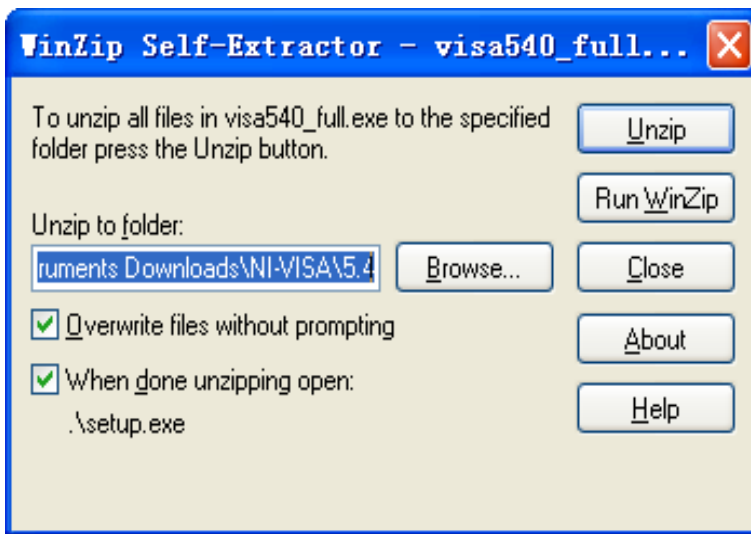 WinZip Self-Extractor - visa540_full...
To unzip all files in visa540_full.exe to the specified
folder press the Unzip button.
Unzip
Run WinZip
Unzip to folder:
ruments Downloads\NI-VISA\5.4
Browse...
Close
Overwrite files without prompting
About
When done unzipping open:
.\setup.exe
Help